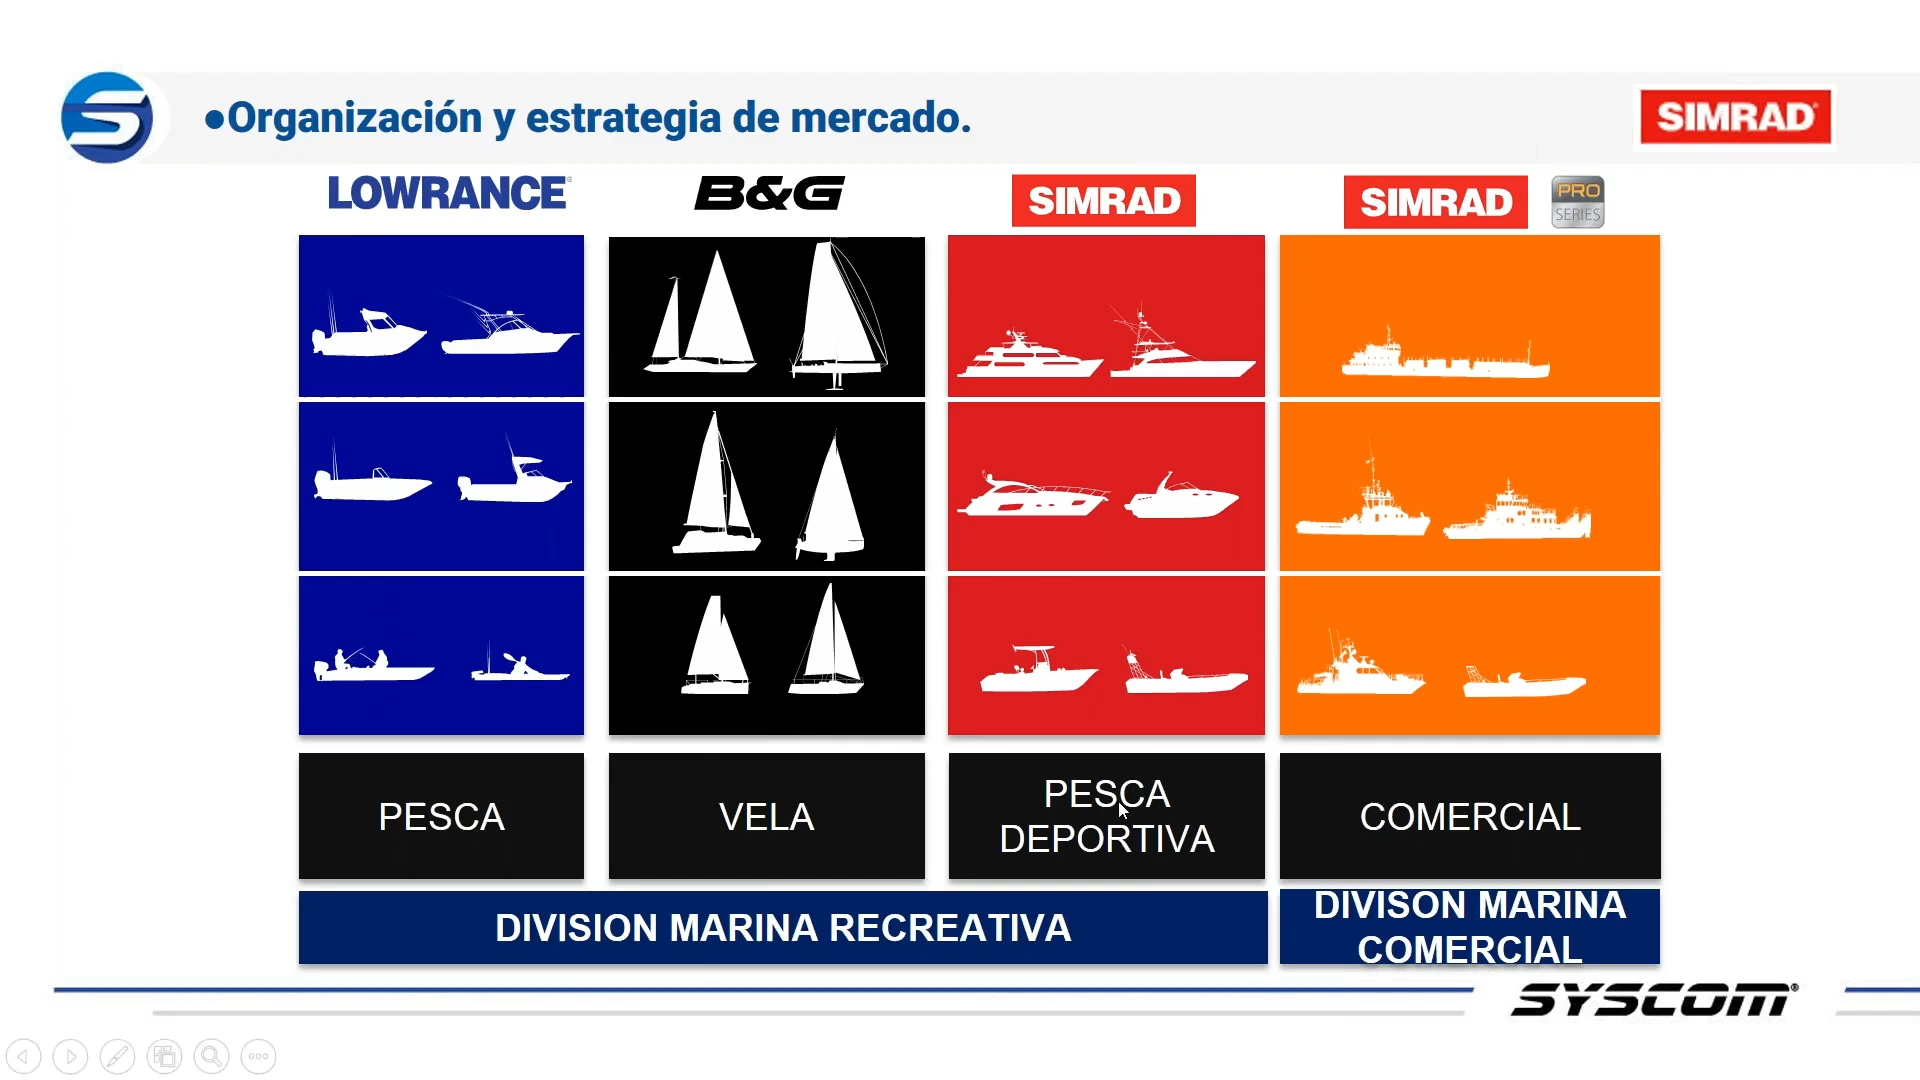 ●Organización y estrategia de mercado.
SIMRAD
LOWRANCE
B&G
SIMRAD
SIMRAD
PRO
SERIES
PESCA
VELA
PESCA
DEPORTIVA
COMERCIAL
DIVISION MARINA RECREATIVA
DIVISON MARINA
COMERCIAL
SYSCOM®